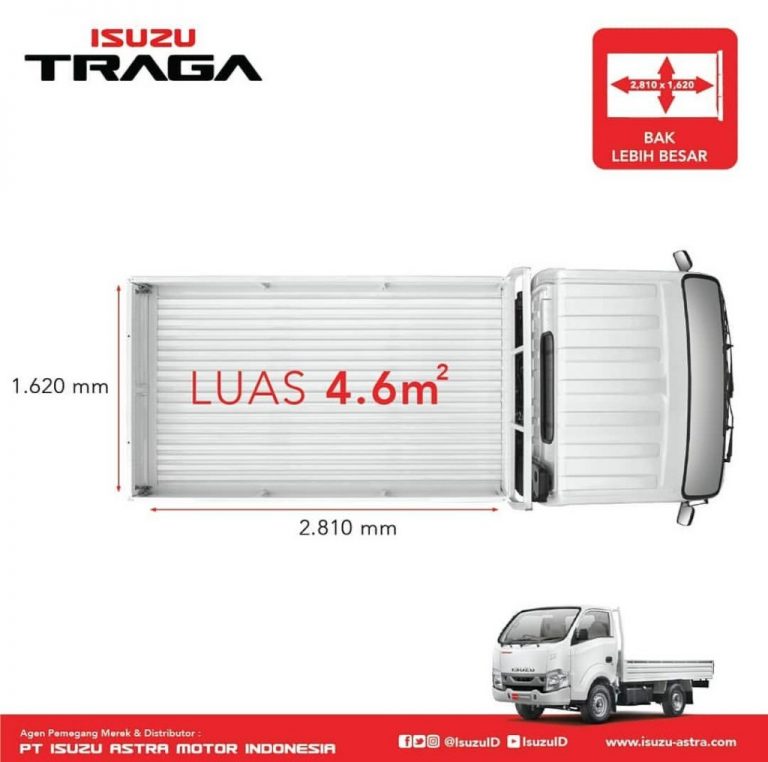 ISUZU
TRAGA
2,810 x 1,620
BAK
LEBIH BESAR
1.620 mm
LUAS 4.6m²
2.810 mm
ISUZU
Agen Pemegang Merek & Distributor :
PT ISUZU ASTRA MOTOR INDONESIA
@IsuzuID
IsuzuID
www.isuzu-astra.com